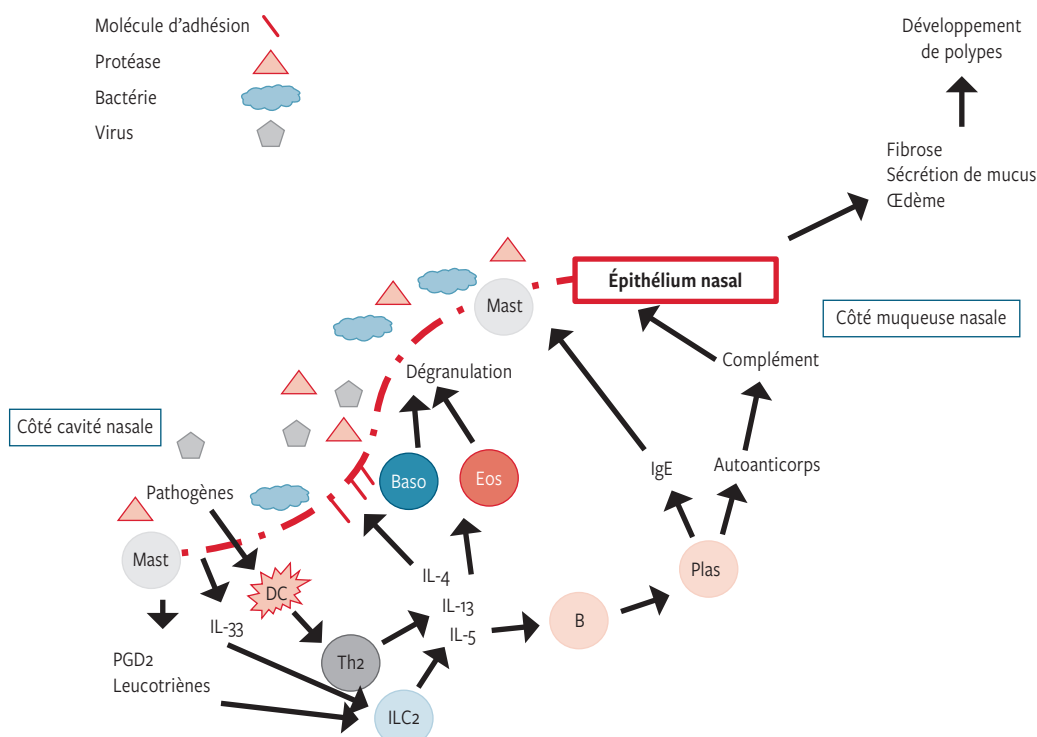 Molécule d'adhésion
Protéase
Bactérie
Virus
Développement
de polypes
Fibrose
Sécrétion de mucus
Œdème
Épithélium nasal
Mast
Côté muqueuse nasale
Complément
Dégranulation
Côté cavité nasale
IgE
Autoanticorps
Baso
Eos
Pathogènes
Mast
DC
IL-4
IL-13
IL-5
Plas
B
IL-33
Th2
PGD2
Leucotriènes
ILC2